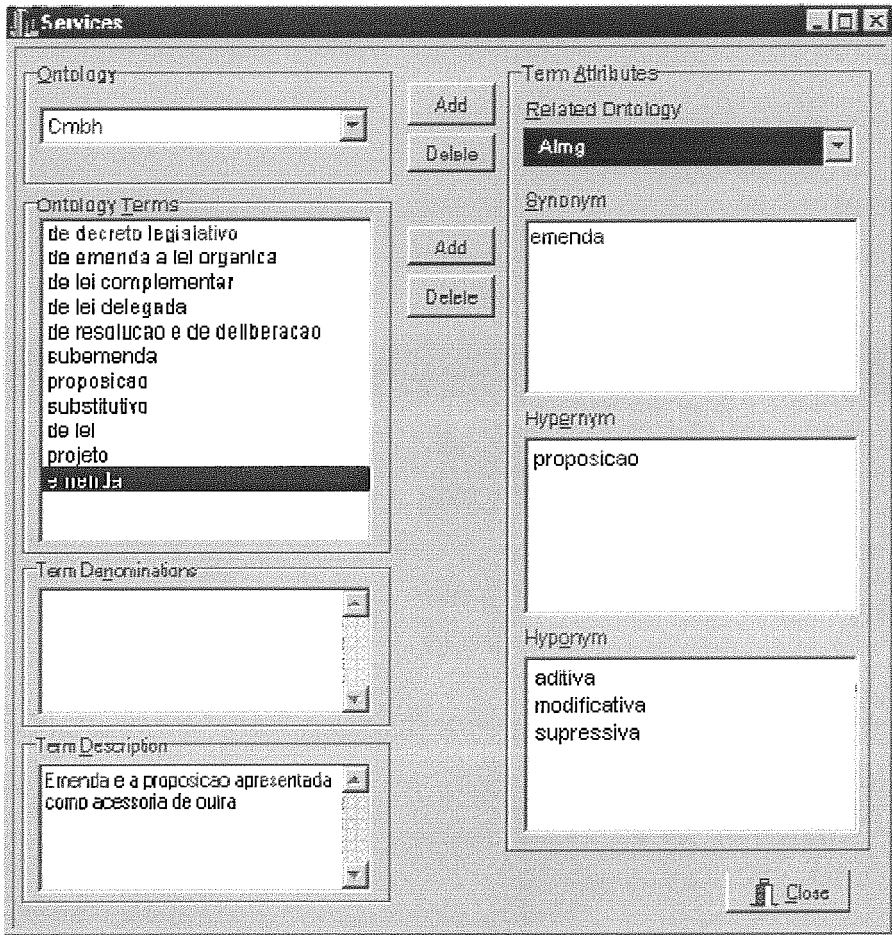 Services
Ontology
Cmbh
Add
Delete
Ontology Terms
de decreto legislativo
de emenda a lei organica
de lei complementar
de lei delegada
de resolucao e de deliberacao
subemenda
proposicao
substitutivo
de lei
projeto
emenda
Add
Delete
Term Denominations
Term Description
Emenda e a proposicao apresentada
como acessoria de outra
Term Attributes
Related Ontology
Almg
Synonym
emenda
Hypernym
proposicao
Hyponym
aditiva
modificativa
supressiva
Close